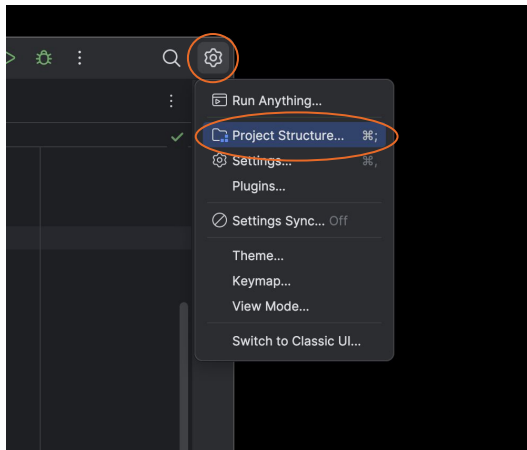 Run Anything...
Project Structure... ⌘;
Settings... ⌘,
Plugins...
Settings Sync... Off
Theme...
Keymap...
View Mode...
Switch to Classic UI...